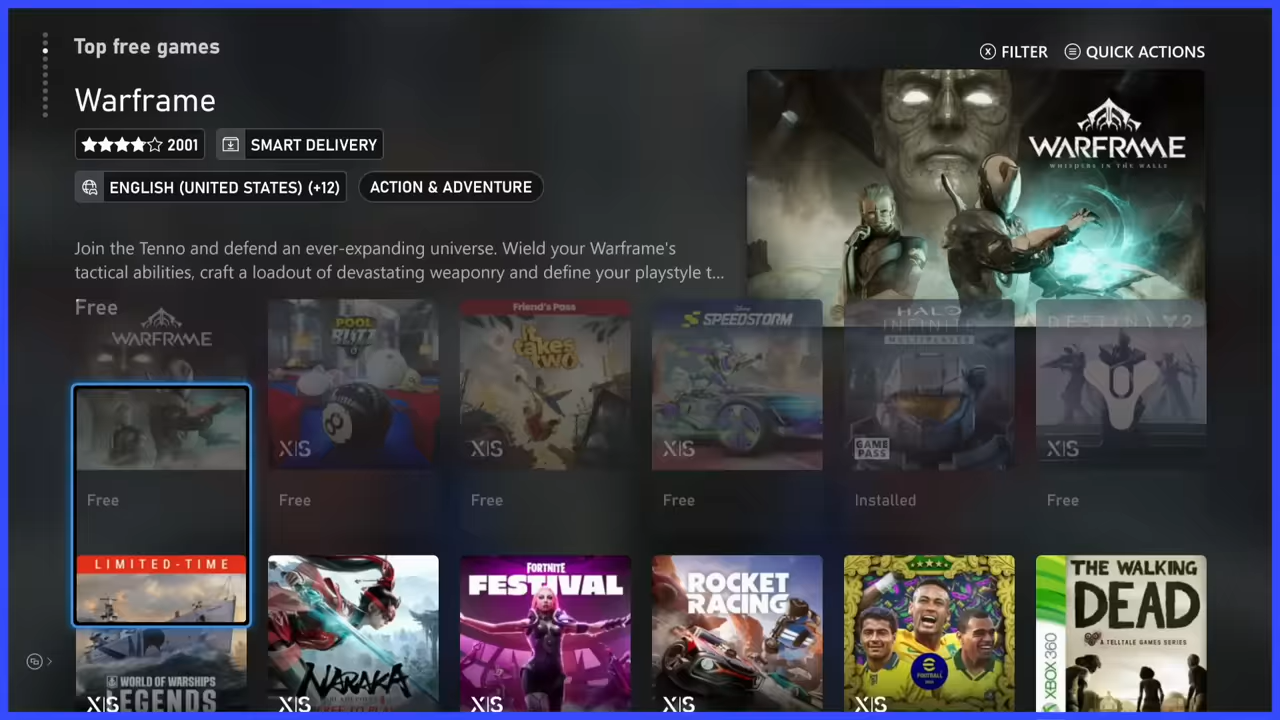 Top free games
FILTER
QUICK ACTIONS
Warframe
2001
SMART DELIVERY
ENGLISH (UNITED STATES) (+12)
ACTION & ADVENTURE
WARFRAME
WHISPERS IN THE WALLS
Join the Tenno and defend an ever-expanding universe. Wield your Warframe's
tactical abilities, craft a loadout of devastating weaponry and define your playstyle t...
Free
WARFRAME
POOL
BLITZ
X|S
Friend's Pass
it
takes
two
X|S
Disney
SPEEDSTORM
X|S
HALO
INFINITE
MULTIPLAYER
GAME
PASS
DESTINY 2
X|S
Free
Free
Free
Free
Installed
Free
LIMITED-TIME
WORLD OF WARSHIPS
LEGENDS
X|S
NARAKA
X|S
FORTNITE
FESTIVAL
X|S
ROCKET
RACING
X|S
X|S
THE WALKING
DEAD
A TELLTALE GAMES SERIES
XBOX 360